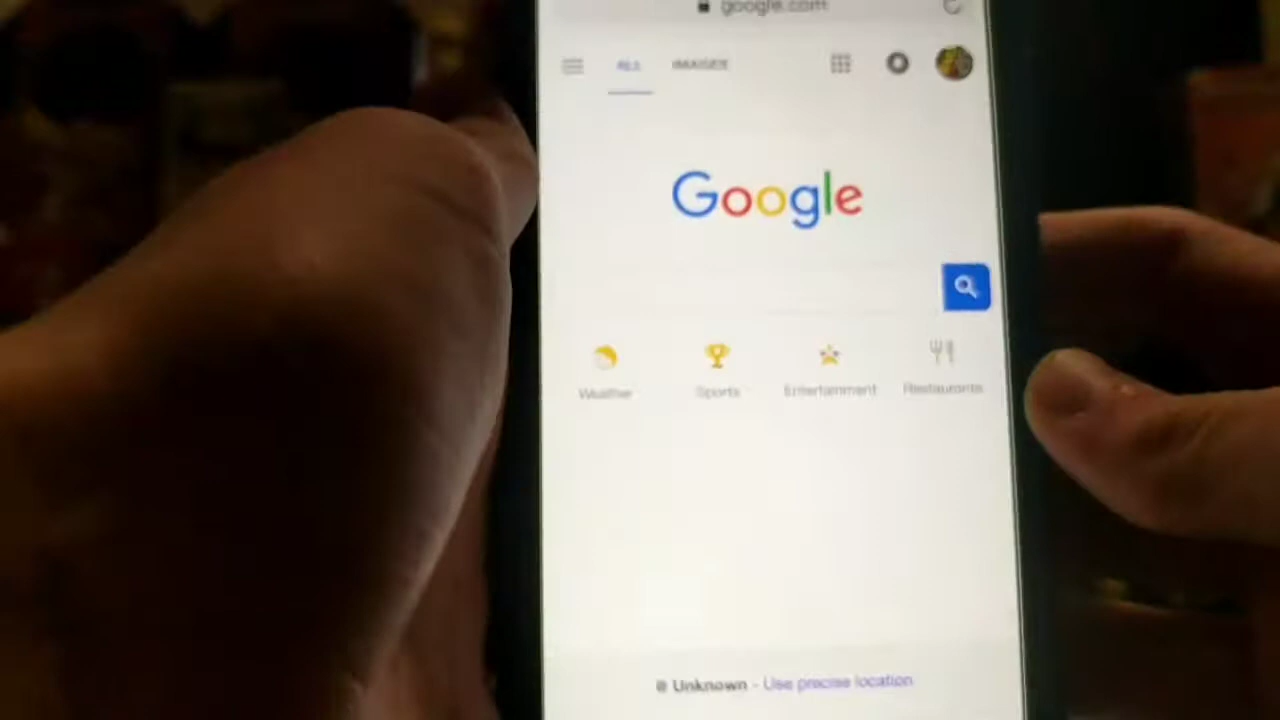 google.com
ALL IMAGES
Google
Weather Sports Entertainment Restaurants
Unknown - Use precise location